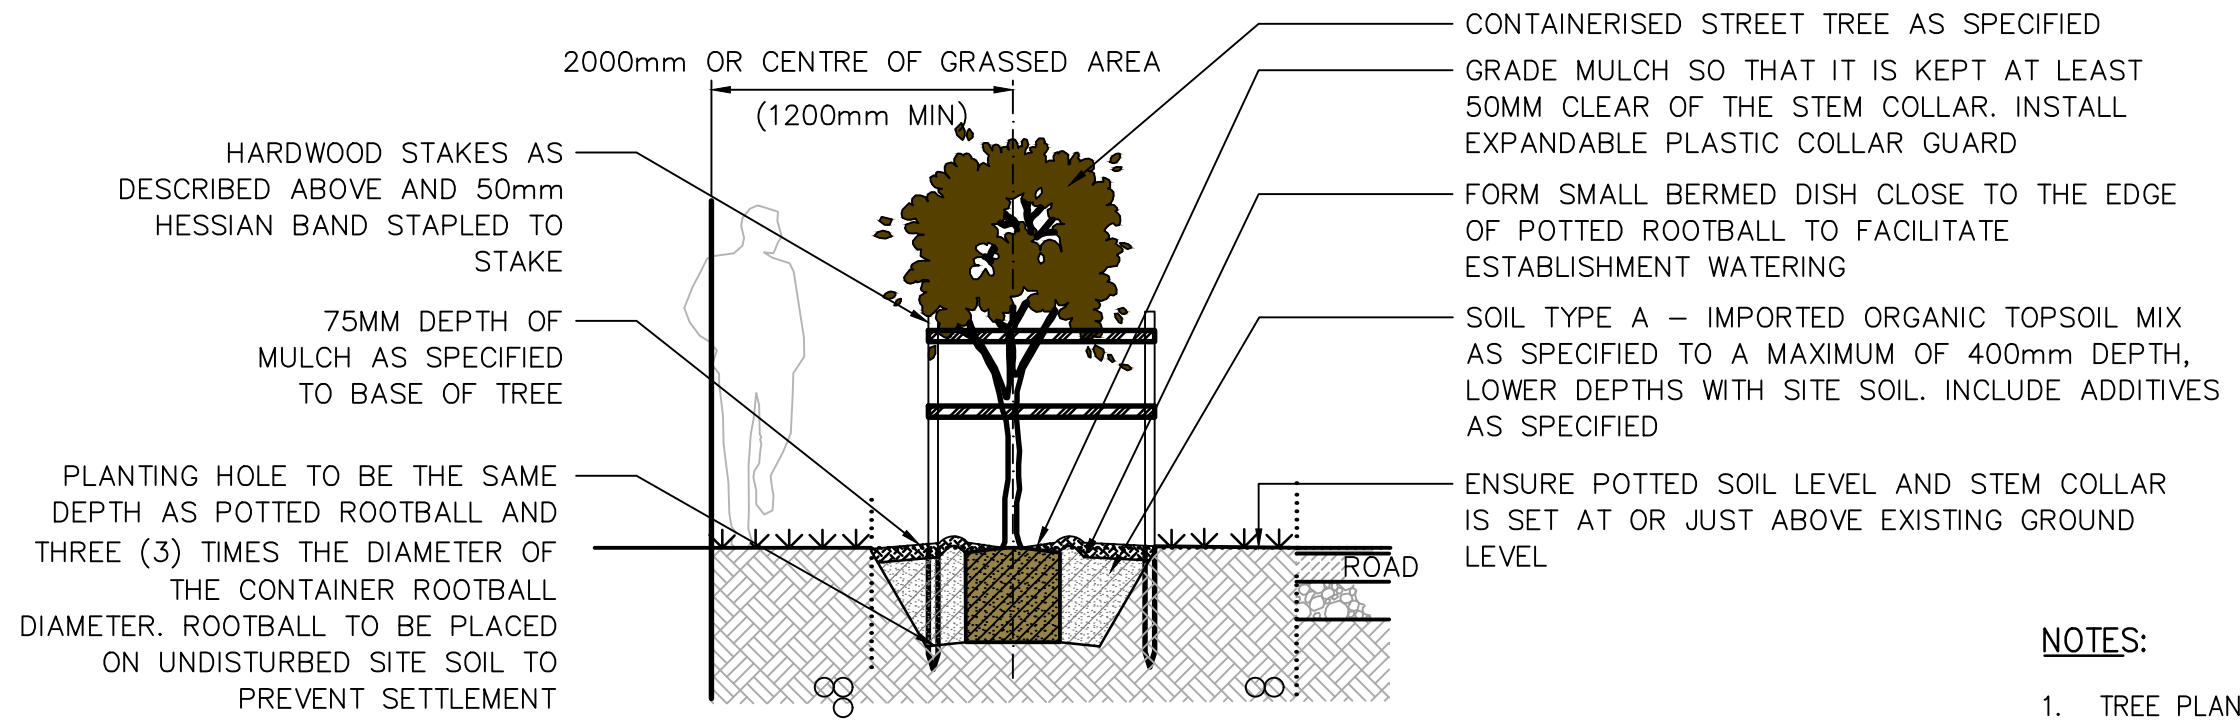 2000mm OR CENTRE OF GRASSED AREA
(1200mm MIN)
HARDWOOD STAKES AS
DESCRIBED ABOVE AND 50mm
HESSIAN BAND STAPLED TO
STAKE
75MM DEPTH OF
MULCH AS SPECIFIED
TO BASE OF TREE
PLANTING HOLE TO BE THE SAME
DEPTH AS POTTED ROOTBALL AND
THREE (3) TIMES THE DIAMETER OF
THE CONTAINER ROOTBALL
DIAMETER. ROOTBALL TO BE PLACED
ON UNDISTURBED SITE SOIL TO
PREVENT SETTLEMENT
CONTAINERISED STREET TREE AS SPECIFIED
GRADE MULCH SO THAT IT IS KEPT AT LEAST
50MM CLEAR OF THE STEM COLLAR. INSTALL
EXPANDABLE PLASTIC COLLAR GUARD
FORM SMALL BERMED DISH CLOSE TO THE EDGE
OF POTTED ROOTBALL TO FACILITATE
ESTABLISHMENT WATERING
SOIL TYPE A – IMPORTED ORGANIC TOPSOIL MIX
AS SPECIFIED TO A MAXIMUM OF 400mm DEPTH,
LOWER DEPTHS WITH SITE SOIL. INCLUDE ADDITIVES
AS SPECIFIED
ENSURE POTTED SOIL LEVEL AND STEM COLLAR
IS SET AT OR JUST ABOVE EXISTING GROUND
LEVEL
ROAD
NOTES:
1. TREE PLAN